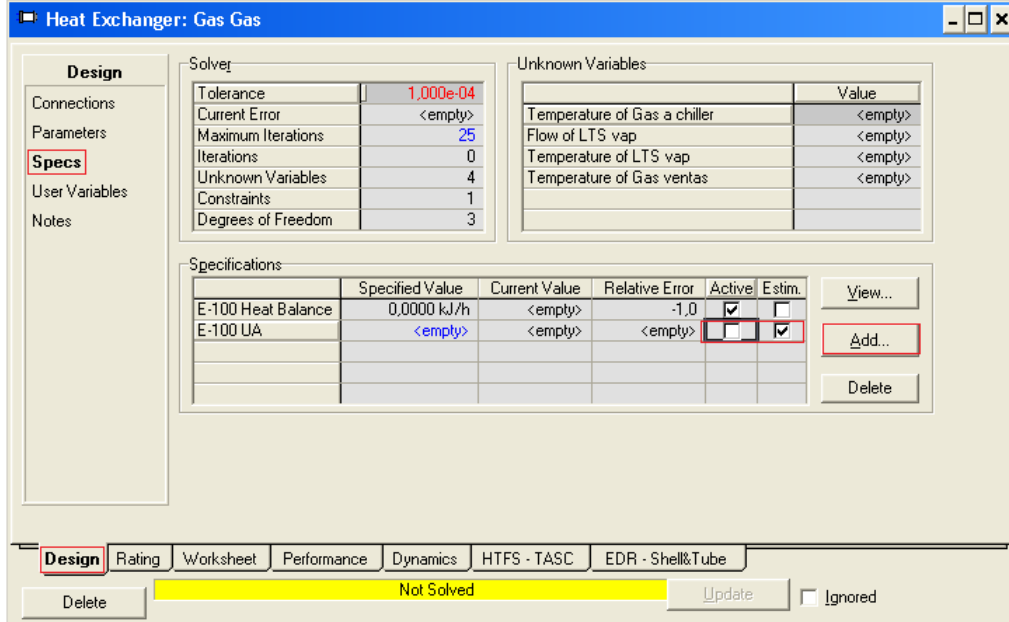 Heat Exchanger: Gas Gas
Design
Connections
Parameters
Specs
User Variables
Notes
Solver
Tolerance 1,000e-04
Current Error <empty>
Maximum Iterations 25
Iterations 0
Unknown Variables 4
Constraints 1
Degrees of Freedom 3
Unknown Variables
Value
Temperature of Gas a chiller <empty>
Flow of LTS vap <empty>
Temperature of LTS vap <empty>
Temperature of Gas ventas <empty>
Specifications
Specified Value Current Value Relative Error Active Estim.
E-100 Heat Balance 0,0000 kJ/h <empty> -1,0
E-100 UA <empty> <empty> <empty>
View...
Add...
Delete
Design Rating Worksheet Performance Dynamics HTFS - TASC EDR - Shell&Tube
Delete Not Solved Update Ignored